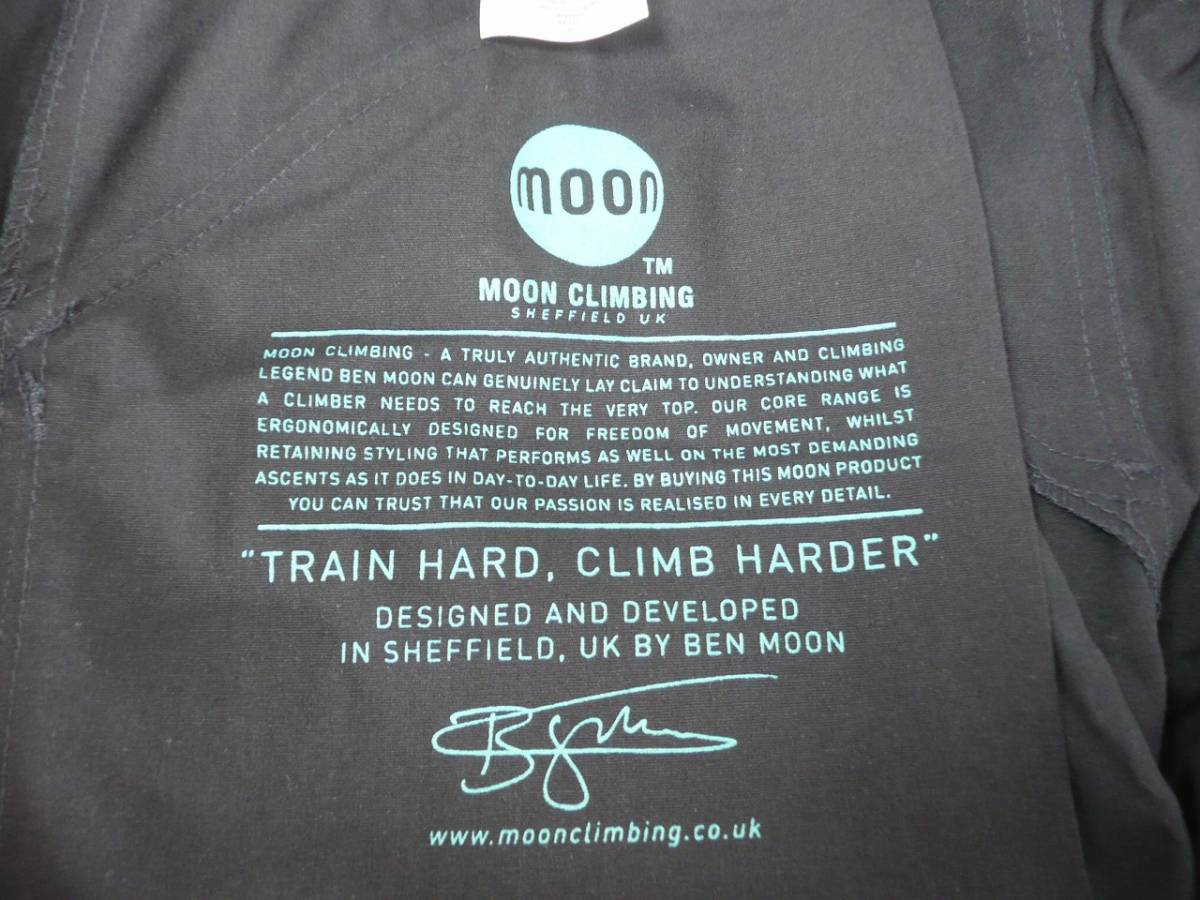 moon
TM
MOON CLIMBING
SHEFFIELD UK
MOON CLIMBING - A TRULY AUTHENTIC BRAND, OWNER AND CLIMBING
LEGEND BEN MOON CAN GENUINELY LAY CLAIM TO UNDERSTANDING WHAT
A CLIMBER NEEDS TO REACH THE VERY TOP. OUR CORE RANGE IS
ERGONOMICALLY DESIGNED FOR FREEDOM OF MOVEMENT, WHILST
RETAINING STYLING THAT PERFORMS AS WELL ON THE MOST DEMANDING
ASCENTS AS IT DOES IN DAY-TO-DAY LIFE. BY BUYING THIS MOON PRODUCT
YOU CAN TRUST THAT OUR PASSION IS REALISED IN EVERY DETAIL.
"TRAIN HARD, CLIMB HARDER"
DESIGNED AND DEVELOPED
IN SHEFFIELD, UK BY BEN MOON
www.moonclimbing.co.uk